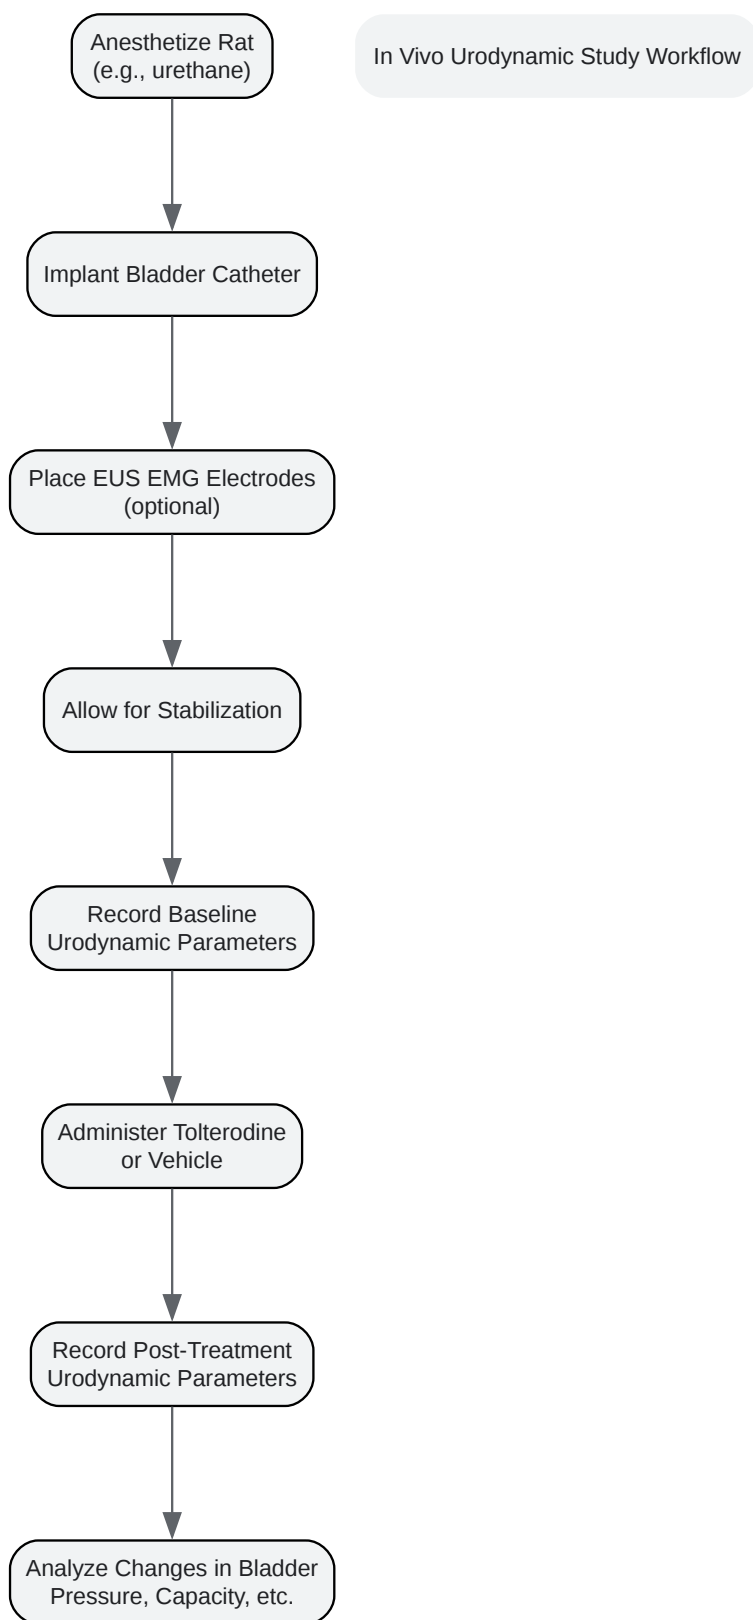 Anesthetize Rat
(e.g., urethane)
In Vivo Urodynamic Study Workflow
Implant Bladder Catheter
Place EUS EMG Electrodes
(optional)
Allow for Stabilization
Record Baseline
Urodynamic Parameters
Administer Tolterodine
or Vehicle
Record Post-Treatment
Urodynamic Parameters
Analyze Changes in Bladder
Pressure, Capacity, etc.